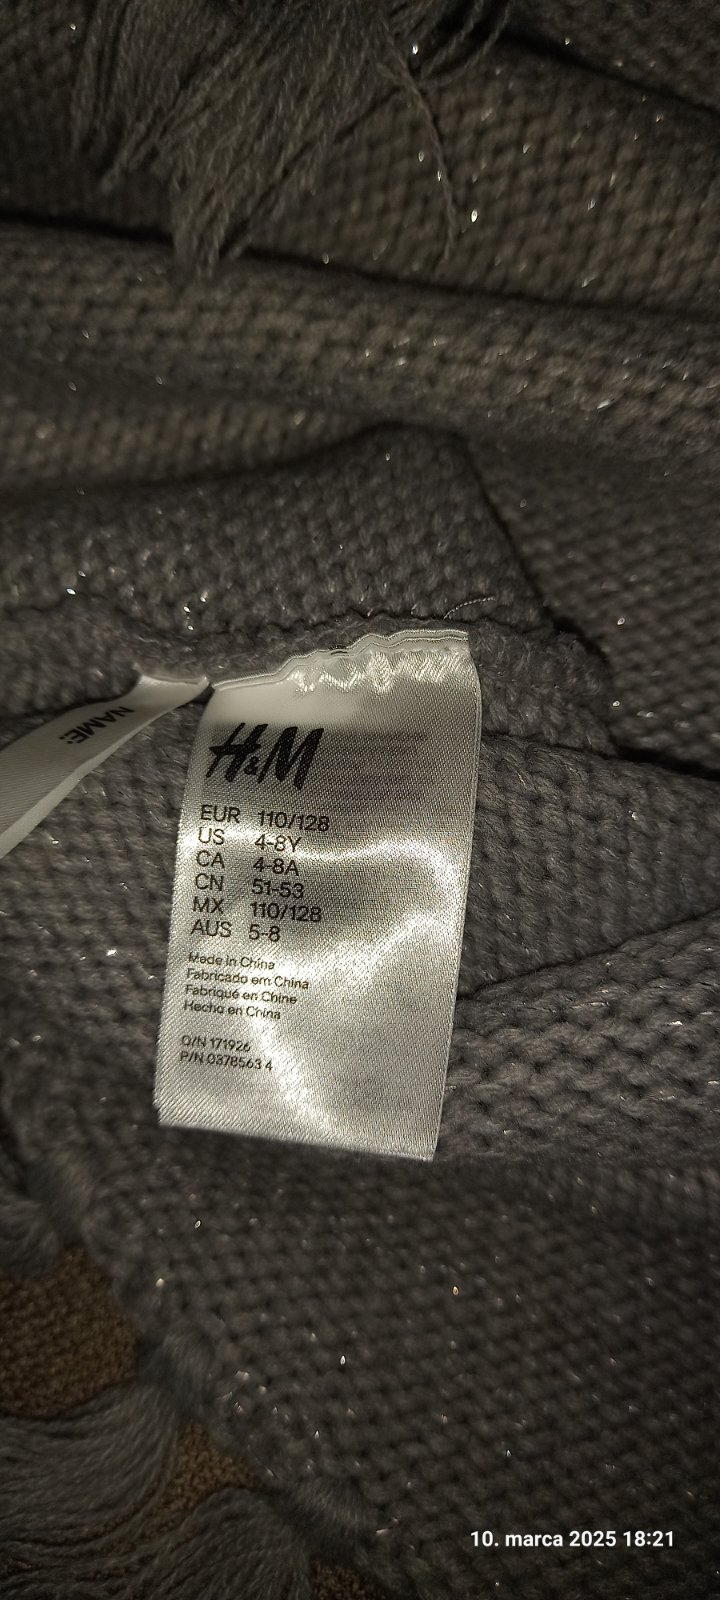 NAME:
H&M
EUR 110/128
US 4-8Y
CA 4-8A
CN 51-53
MX 110/128
AUS 5-8
Made in China
Fabricado em China
Fabriqué en Chine
Hecho en China
O/N 171926
P/N 0378563 4
10. marca 2025 18:21